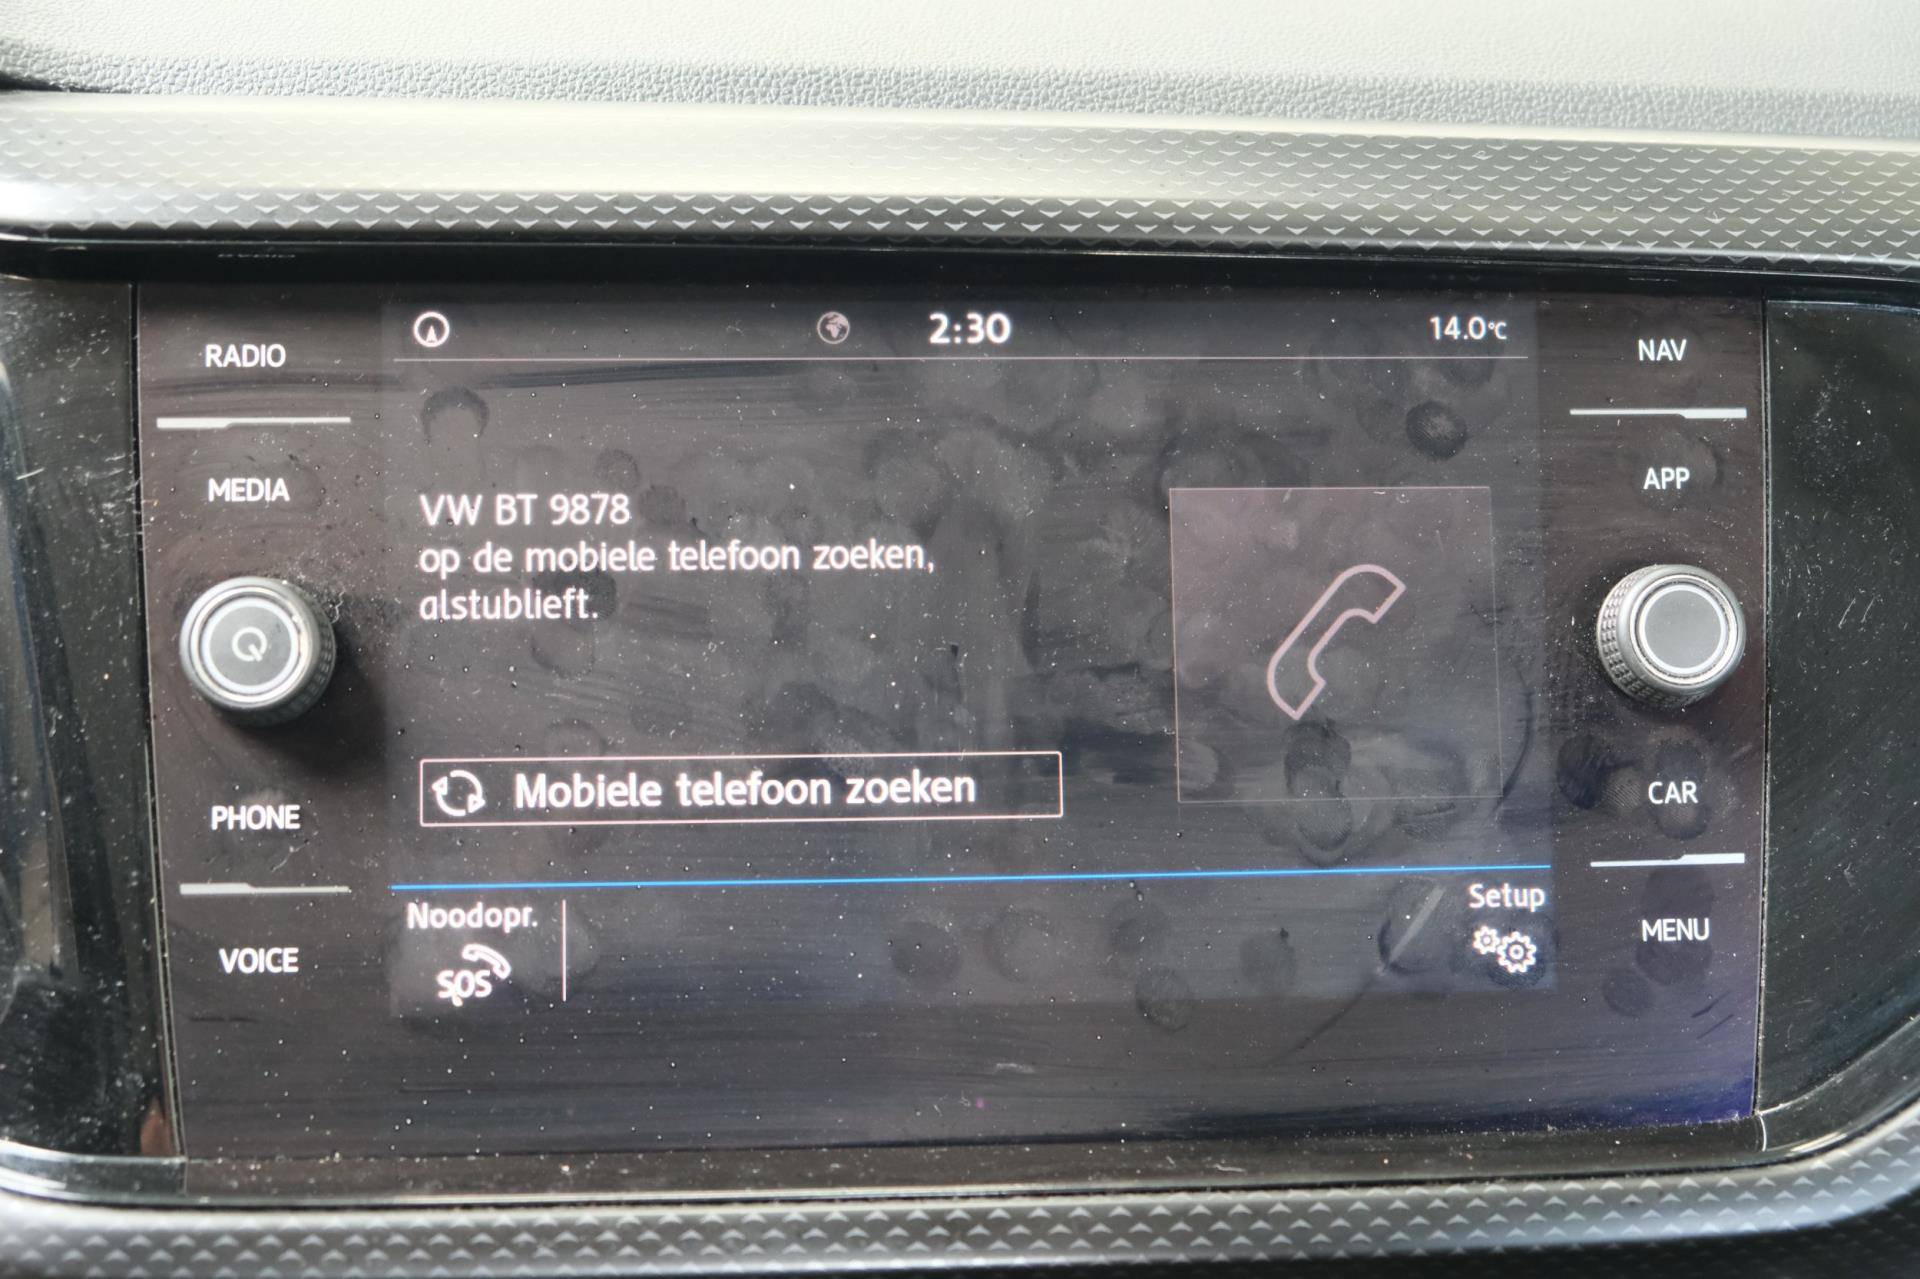 RADIO
MEDIA
PHONE
VOICE
2:30
14.0°C
VW BT 9878
op de mobiele telefoon zoeken,
alstublieft.
Mobiele telefoon zoeken
Noodopr.
SOS
Setup
NAV
APP
CAR
MENU